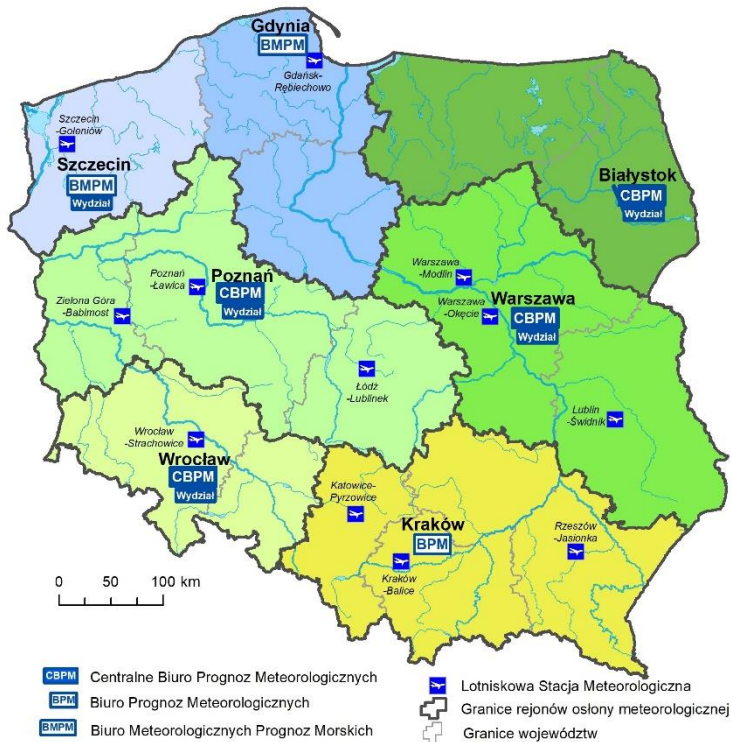 Gdynia
BMPM
Gdańsk-
Rębiechowo
Szczecin
-Goleniów
Szczecin
BMPM
Wydział
Białystok
CBPM
Wydział
Poznań
-Ławica
Poznań
CBPM
Wydział
Zielona Góra
-Babimost
Warszawa
-Modlin
Warszawa
-Okęcie
Warszawa
CBPM
Wydział
Łódź
-Lublinek
Lublin
-Świdnik
Wrocław
-Strachowice
Wrocław
CBPM
Wydział
Katowice-
Pyrzowice
Kraków
BPM
Kraków
-Balice
Rzeszów
-Jasionka
0 50 100 km
CBPM Centralne Biuro Prognoz Meteorologicznych
BPM Biuro Prognoz Meteorologicznych
BMPM Biuro Meteorologicznych Prognoz Morskich
Lotniskowa Stacja Meteorologiczna
Granice rejonów osłony meteorologicznej
Granice województw